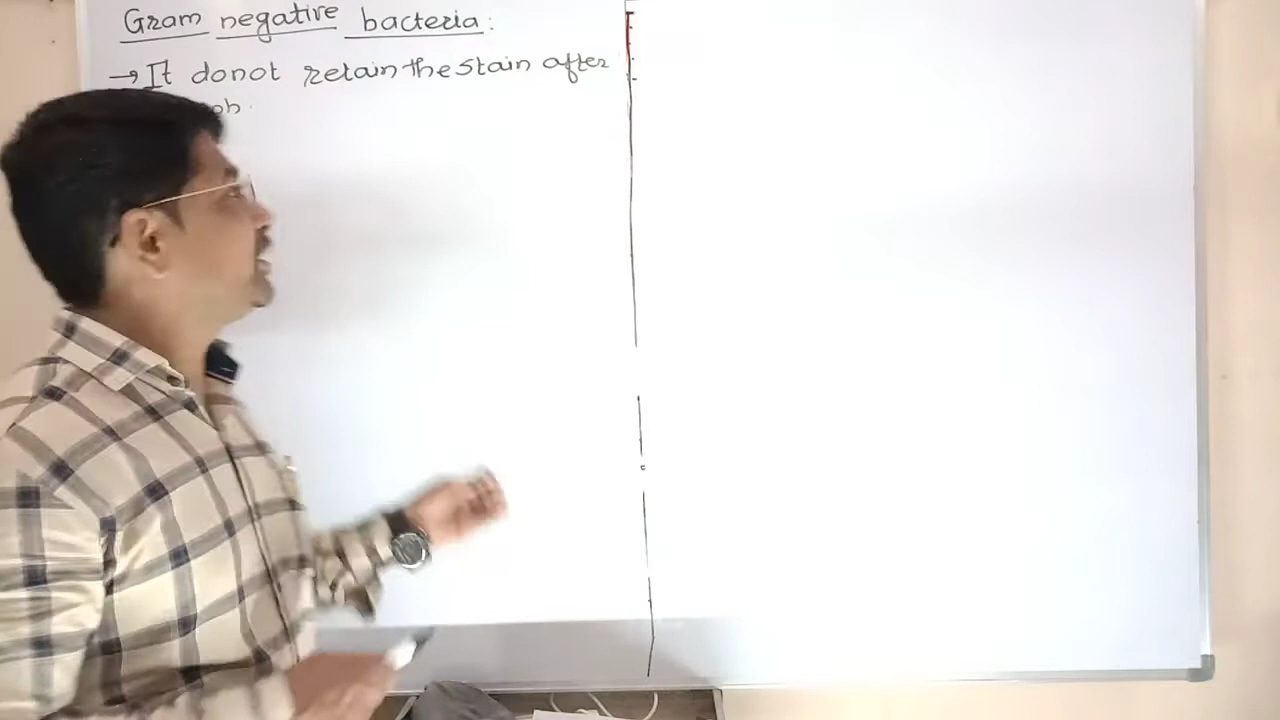 Gram negative bacteria:
→ It donot retain the stain after